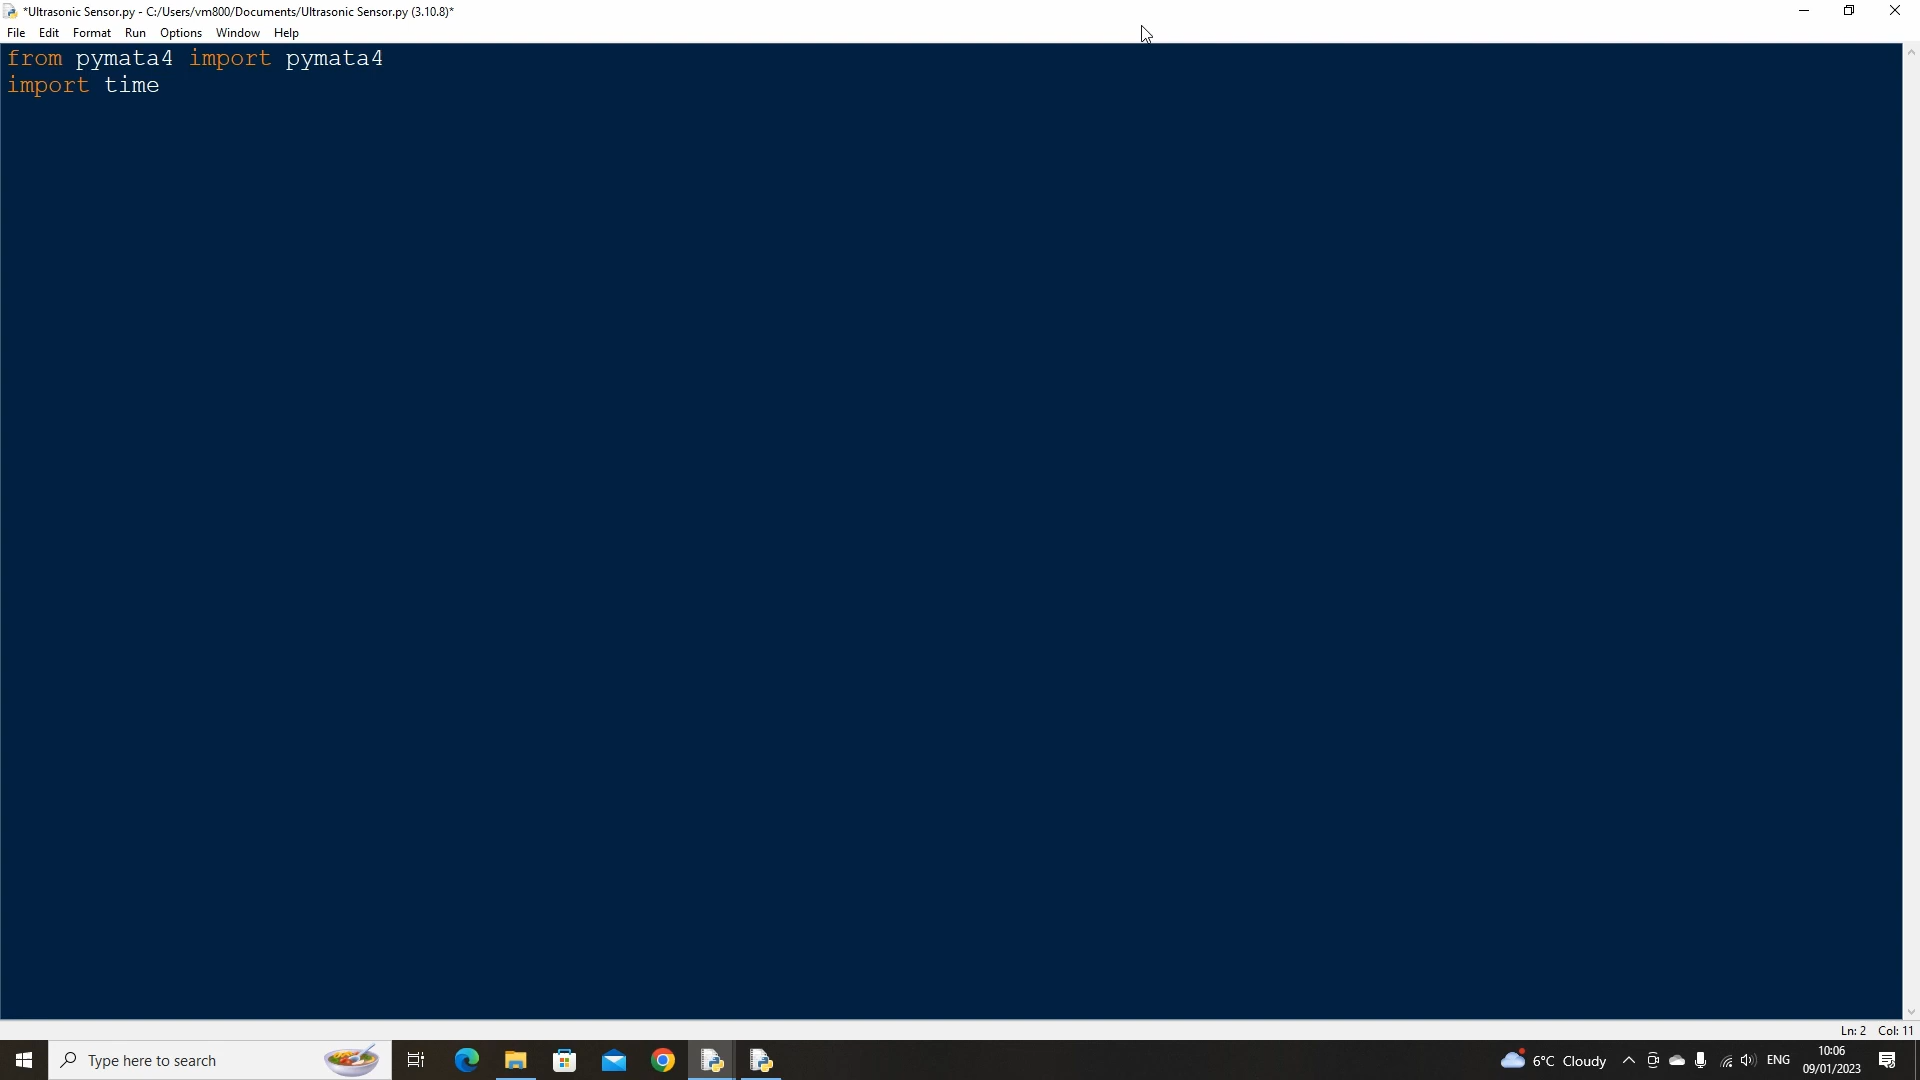 *Ultrasonic Sensor.py - C:/Users/vm800/Documents/Ultrasonic Sensor.py (3.10.8)*
File Edit Format Run Options Window Help
from pymata4 import pymata4
import time
Ln: 2 Col: 11
Type here to search
6°C Cloudy
ENG
10:06
09/01/2023